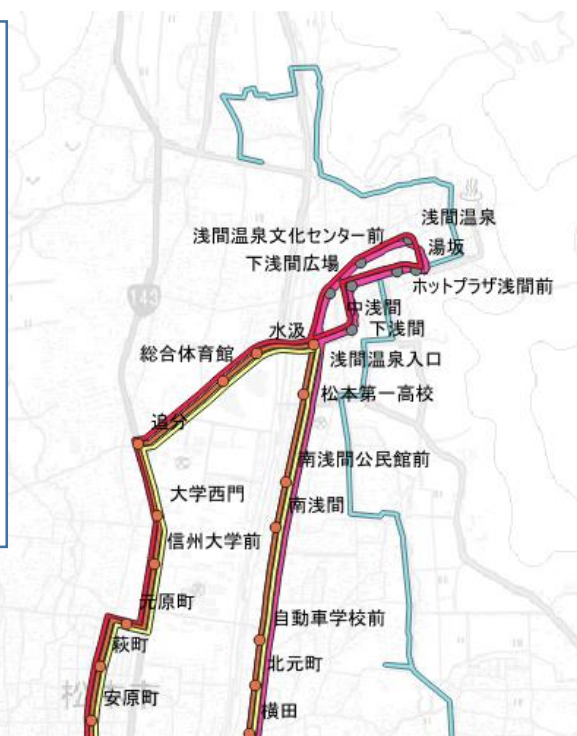 浅間温泉
浅間温泉文化センター前
湯坂
下浅間広場
ホットプラザ浅間前
143
中浅間
水汲
下浅間
総合体育館
浅間温泉入口
松本第一高校
追分
南浅間公民館前
大学西門
南浅間
信州大学前
元原町
自動車学校前
萩町
北元町
安原町
横田